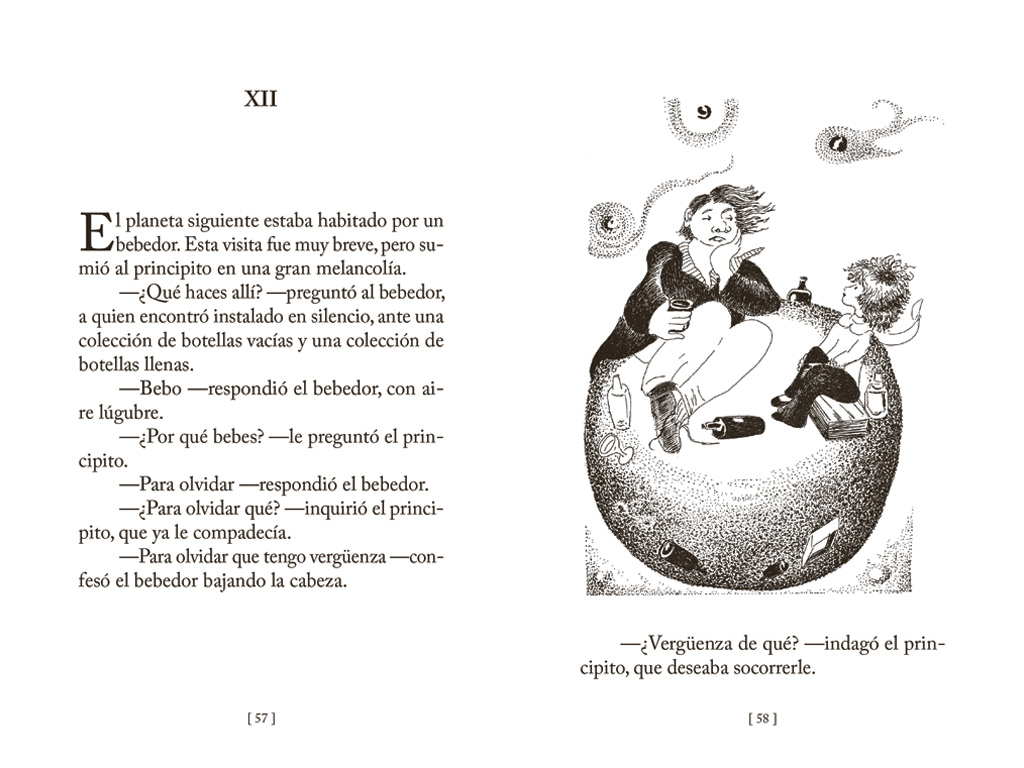 XII
El planeta siguiente estaba habitado por un
bebedor. Esta visita fue muy breve, pero su-
mió al principito en una gran melancolía.
—¿Qué haces allí? —preguntó al bebedor,
a quien encontró instalado en silencio, ante una
colección de botellas vacías y una colección de
botellas llenas.
—Bebo —respondió el bebedor, con ai-
re lúgubre.
—¿Por qué bebes? —le preguntó el prin-
cipito.
—Para olvidar —respondió el bebedor.
—¿Para olvidar qué? —inquirió el princi-
pito, que ya le compadecía.
—Para olvidar que tengo vergüenza —con-
fesó el bebedor bajando la cabeza.
[ 57 ]
—¿Vergüenza de qué? —indagó el prin-
cipito, que deseaba socorrerle.
[ 58 ]